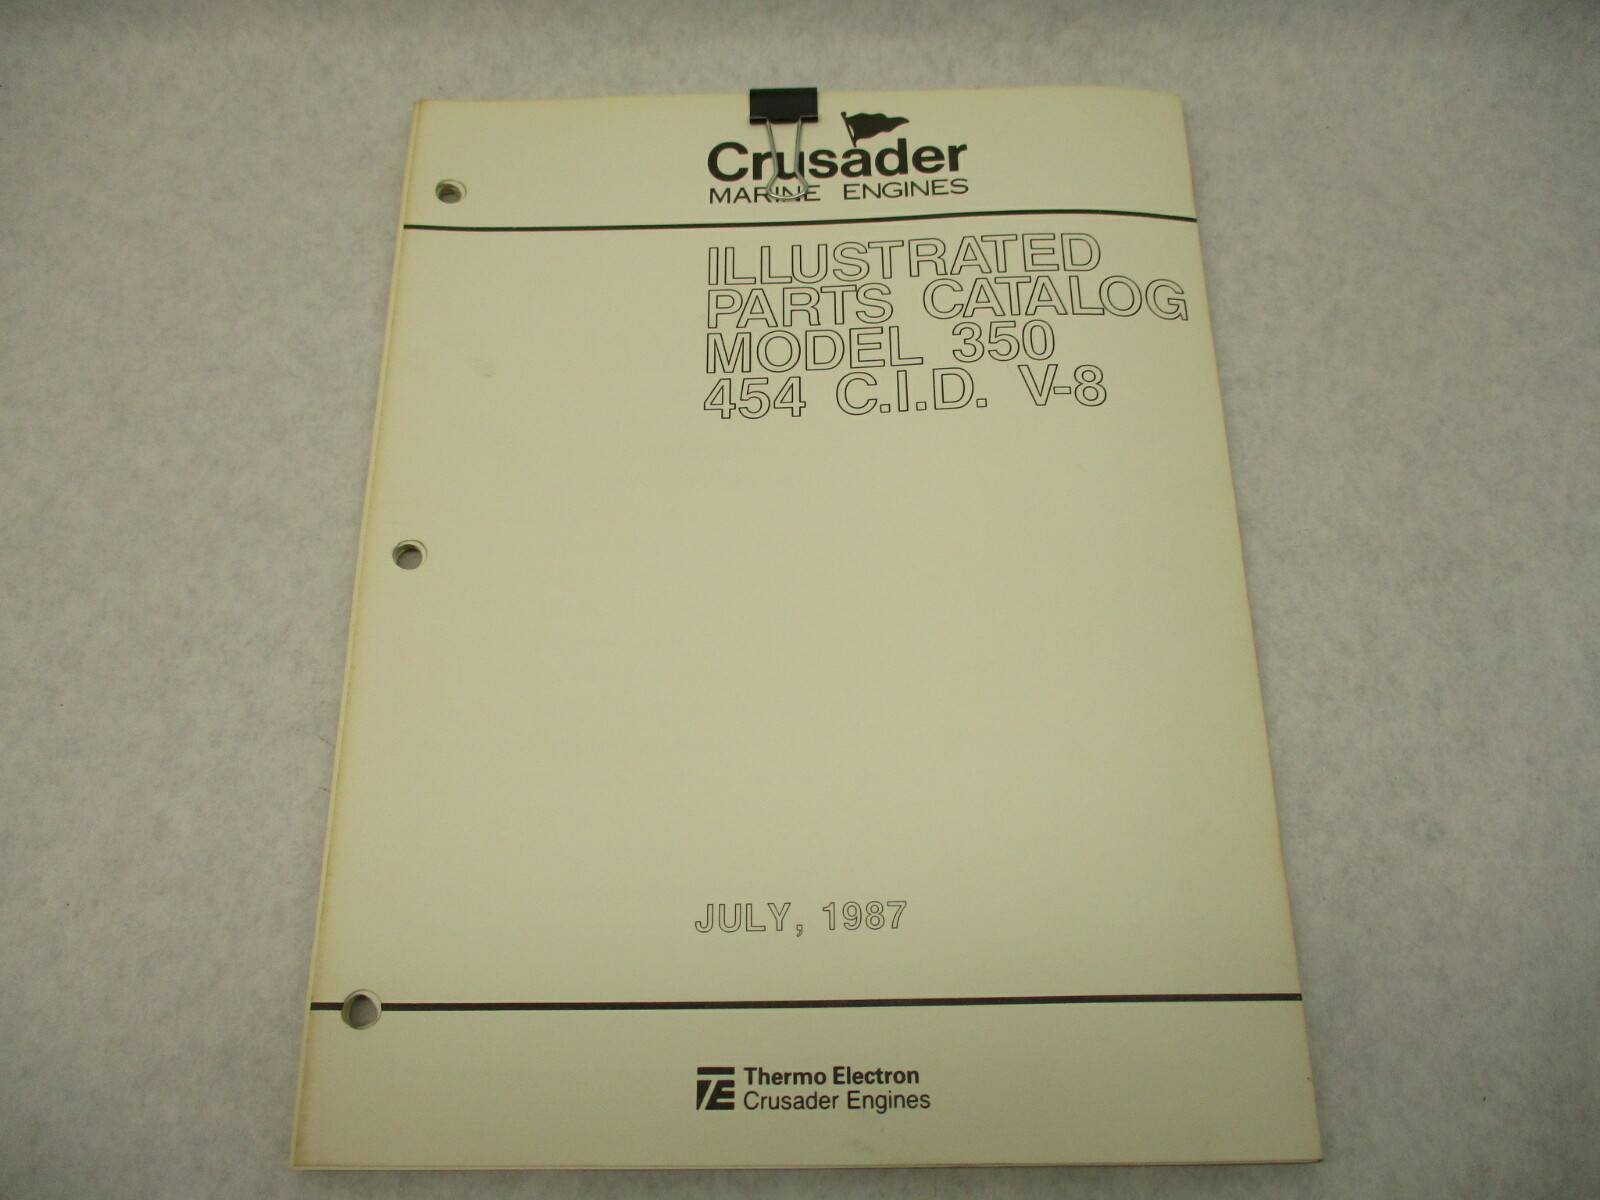 Crusader
MARINE ENGINES
ILLUSTRATED
PARTS CATALOG
MODEL 350
454 C.I.D. V-8
JULY, 1987
TE Thermo Electron
Crusader Engines